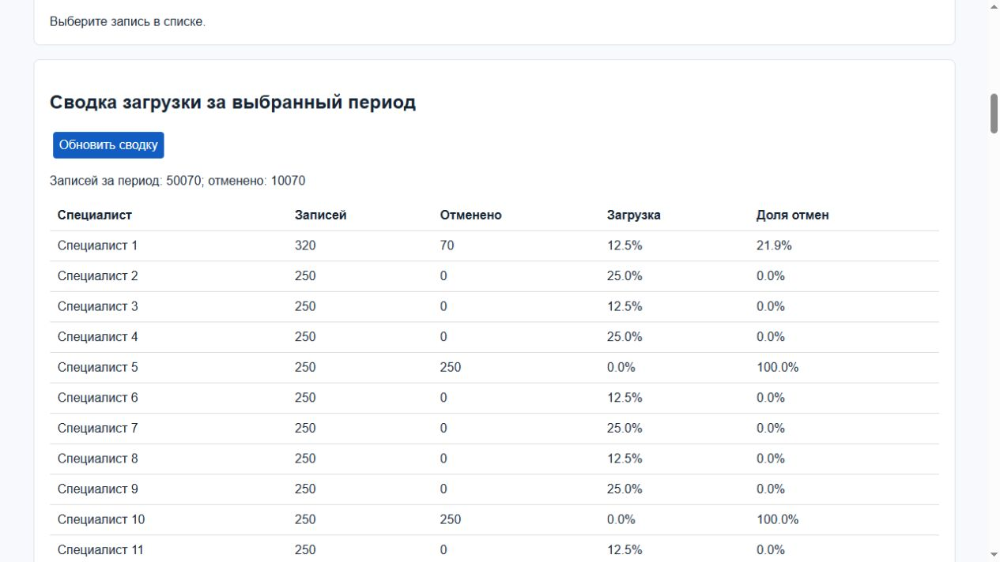 Выберите запись в списке.
Сводка загрузки за выбранный период
Обновить сводку
Записей за период: 50070; отменено: 10070
Специалист Записей Отменено Загрузка Доля отмен
Специалист 1 320 70 12.5% 21.9%
Специалист 2 250 0 25.0% 0.0%
Специалист 3 250 0 12.5% 0.0%
Специалист 4 250 0 25.0% 0.0%
Специалист 5 250 250 0.0% 100.0%
Специалист 6 250 0 12.5% 0.0%
Специалист 7 250 0 25.0% 0.0%
Специалист 8 250 0 12.5% 0.0%
Специалист 9 250 0 25.0% 0.0%
Специалист 10 250 250 0.0% 100.0%
Специалист 11 250 0 12.5% 0.0%